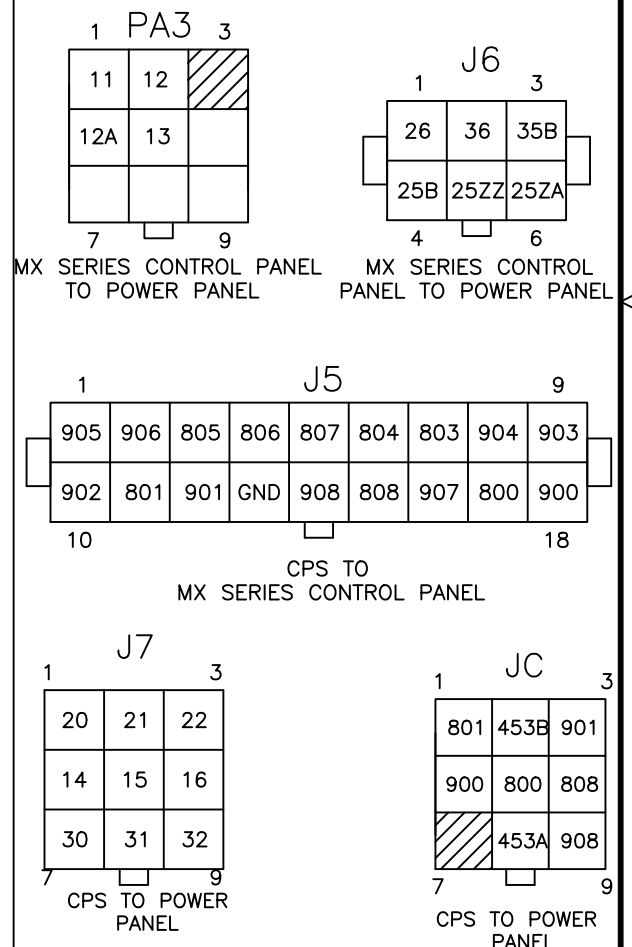 PA3
1 3
11 12
12A 13
7 9
MX SERIES CONTROL PANEL
TO POWER PANEL
J6
1 3
26 36 35B
25B 25ZZ 25ZA
4 6
MX SERIES CONTROL
PANEL TO POWER PANEL
J5
1 9
905 906 805 806 807 804 803 904 903
902 801 901 GND 908 808 907 800 900
10 18
CPS TO
MX SERIES CONTROL PANEL
J7
1 3
20 21 22
14 15 16
30 31 32
7 9
CPS TO POWER
PANEL
JC
1 3
801 453B 901
900 800 808
453A 908
7 9
CPS TO POWER
PANEL